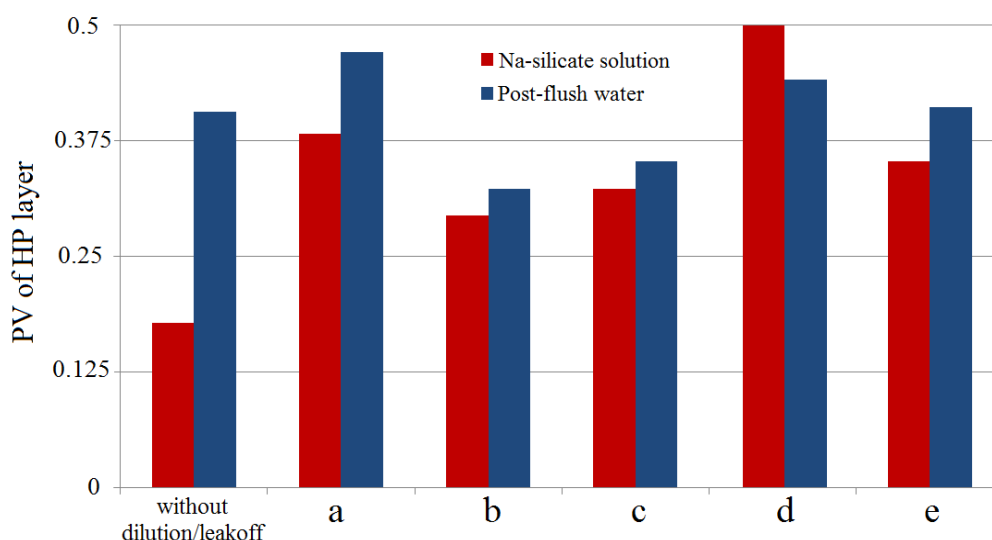 0.5
Na-silicate solution
Post-flush water
0.375
0.25
0.125
0
PV of HP layer
without
dilution/leakoff
a
b
c
d
e